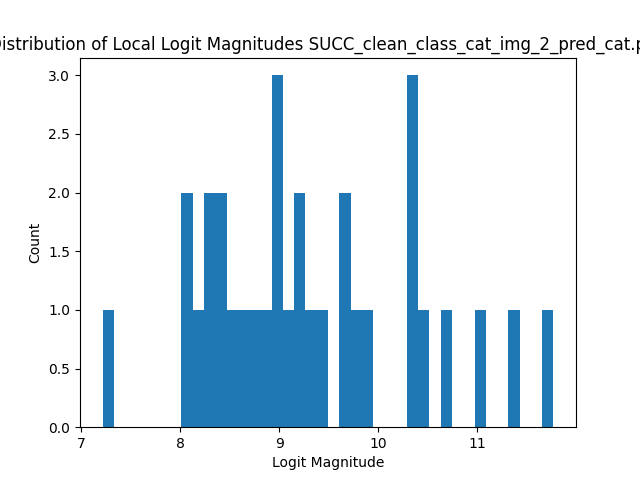 istribution of Local Logit Magnitudes SUCC_clean_class_cat_img_2_pred_cat.p
3.0
2.5
2.0
1.5
1.0
0.5
0.0
Count
7 8 9 10 11
Logit Magnitude